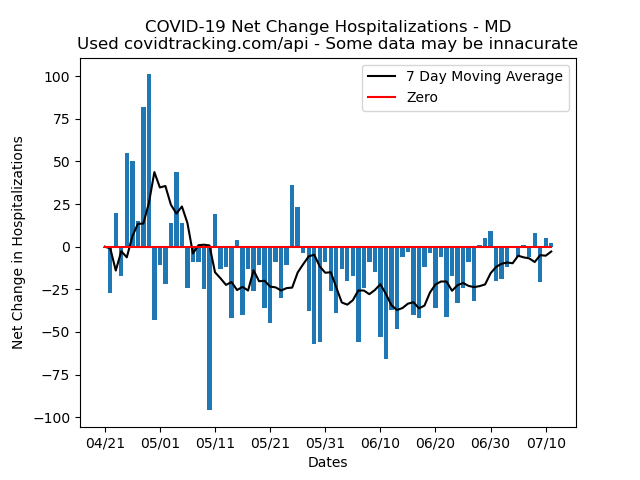 COVID-19 Net Change Hospitalizations - MD
Used covidtracking.com/api - Some data may be innacurate
7 Day Moving Average
Zero
Net Change in Hospitalizations
100
75
50
25
0
−25
−50
−75
−100
04/21 05/01 05/11 05/21 05/31 06/10 06/20 06/30 07/10
Dates